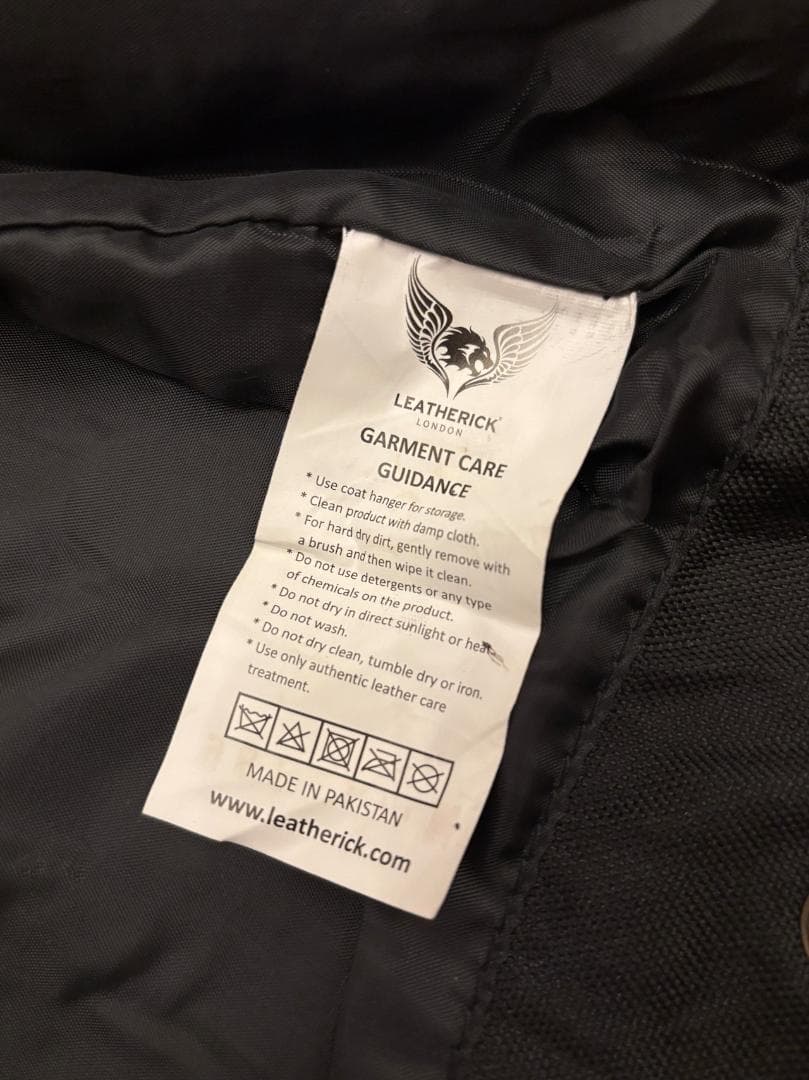 LEATHERICK
LONDON
GARMENT CARE
GUIDANCE
* Use coat hanger for storage.
* Clean product with damp cloth.
* For hard dry dirt, gently remove with
a brush and then wipe it clean.
* Do not use detergents or any type
of chemicals on the product.
* Do not dry in direct sunlight or heat.
* Do not wash.
* Do not dry clean, tumble dry or iron.
* Use only authentic leather care
treatment.
MADE IN PAKISTAN
www.leatherick.com